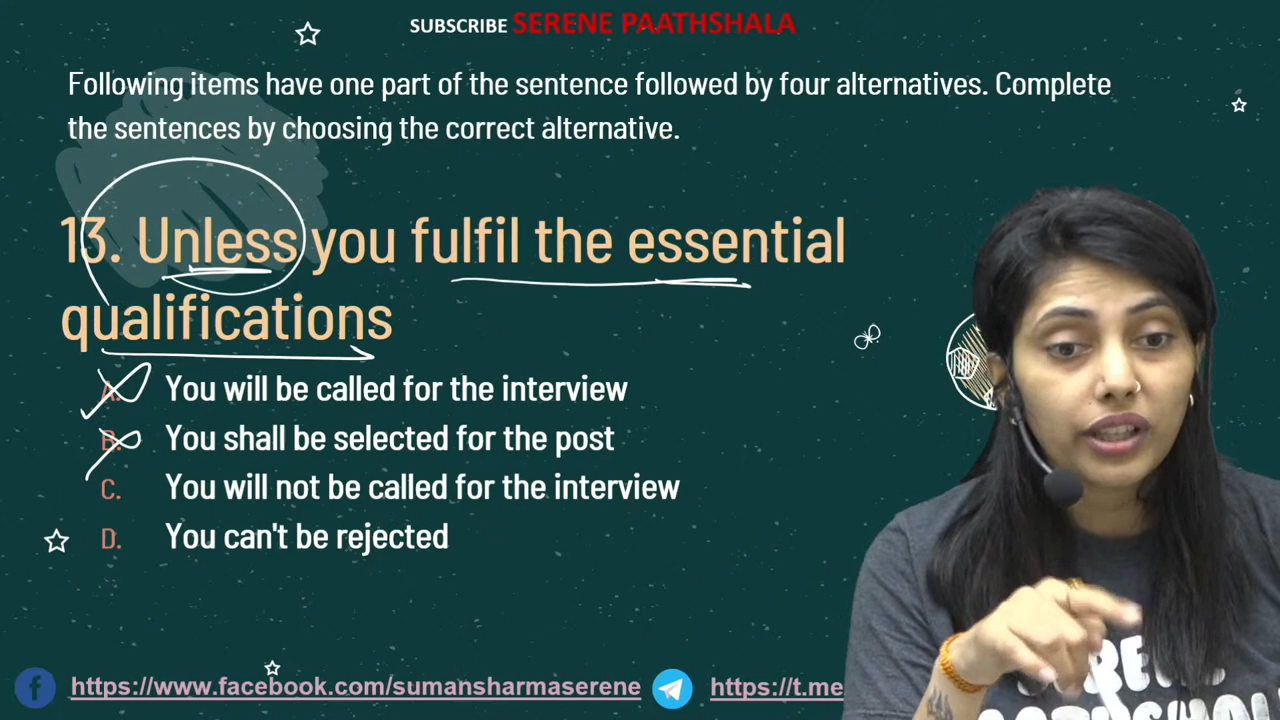 SUBSCRIBE SERENE PAATHSHALA
Following items have one part of the sentence followed by four alternatives. Complete
the sentences by choosing the correct alternative.
13. Unless you fulfil the essential
qualifications
A. You will be called for the interview
B. You shall be selected for the post
C. You will not be called for the interview
D. You can't be rejected
https://www.facebook.com/sumansharmaserene https://t.me